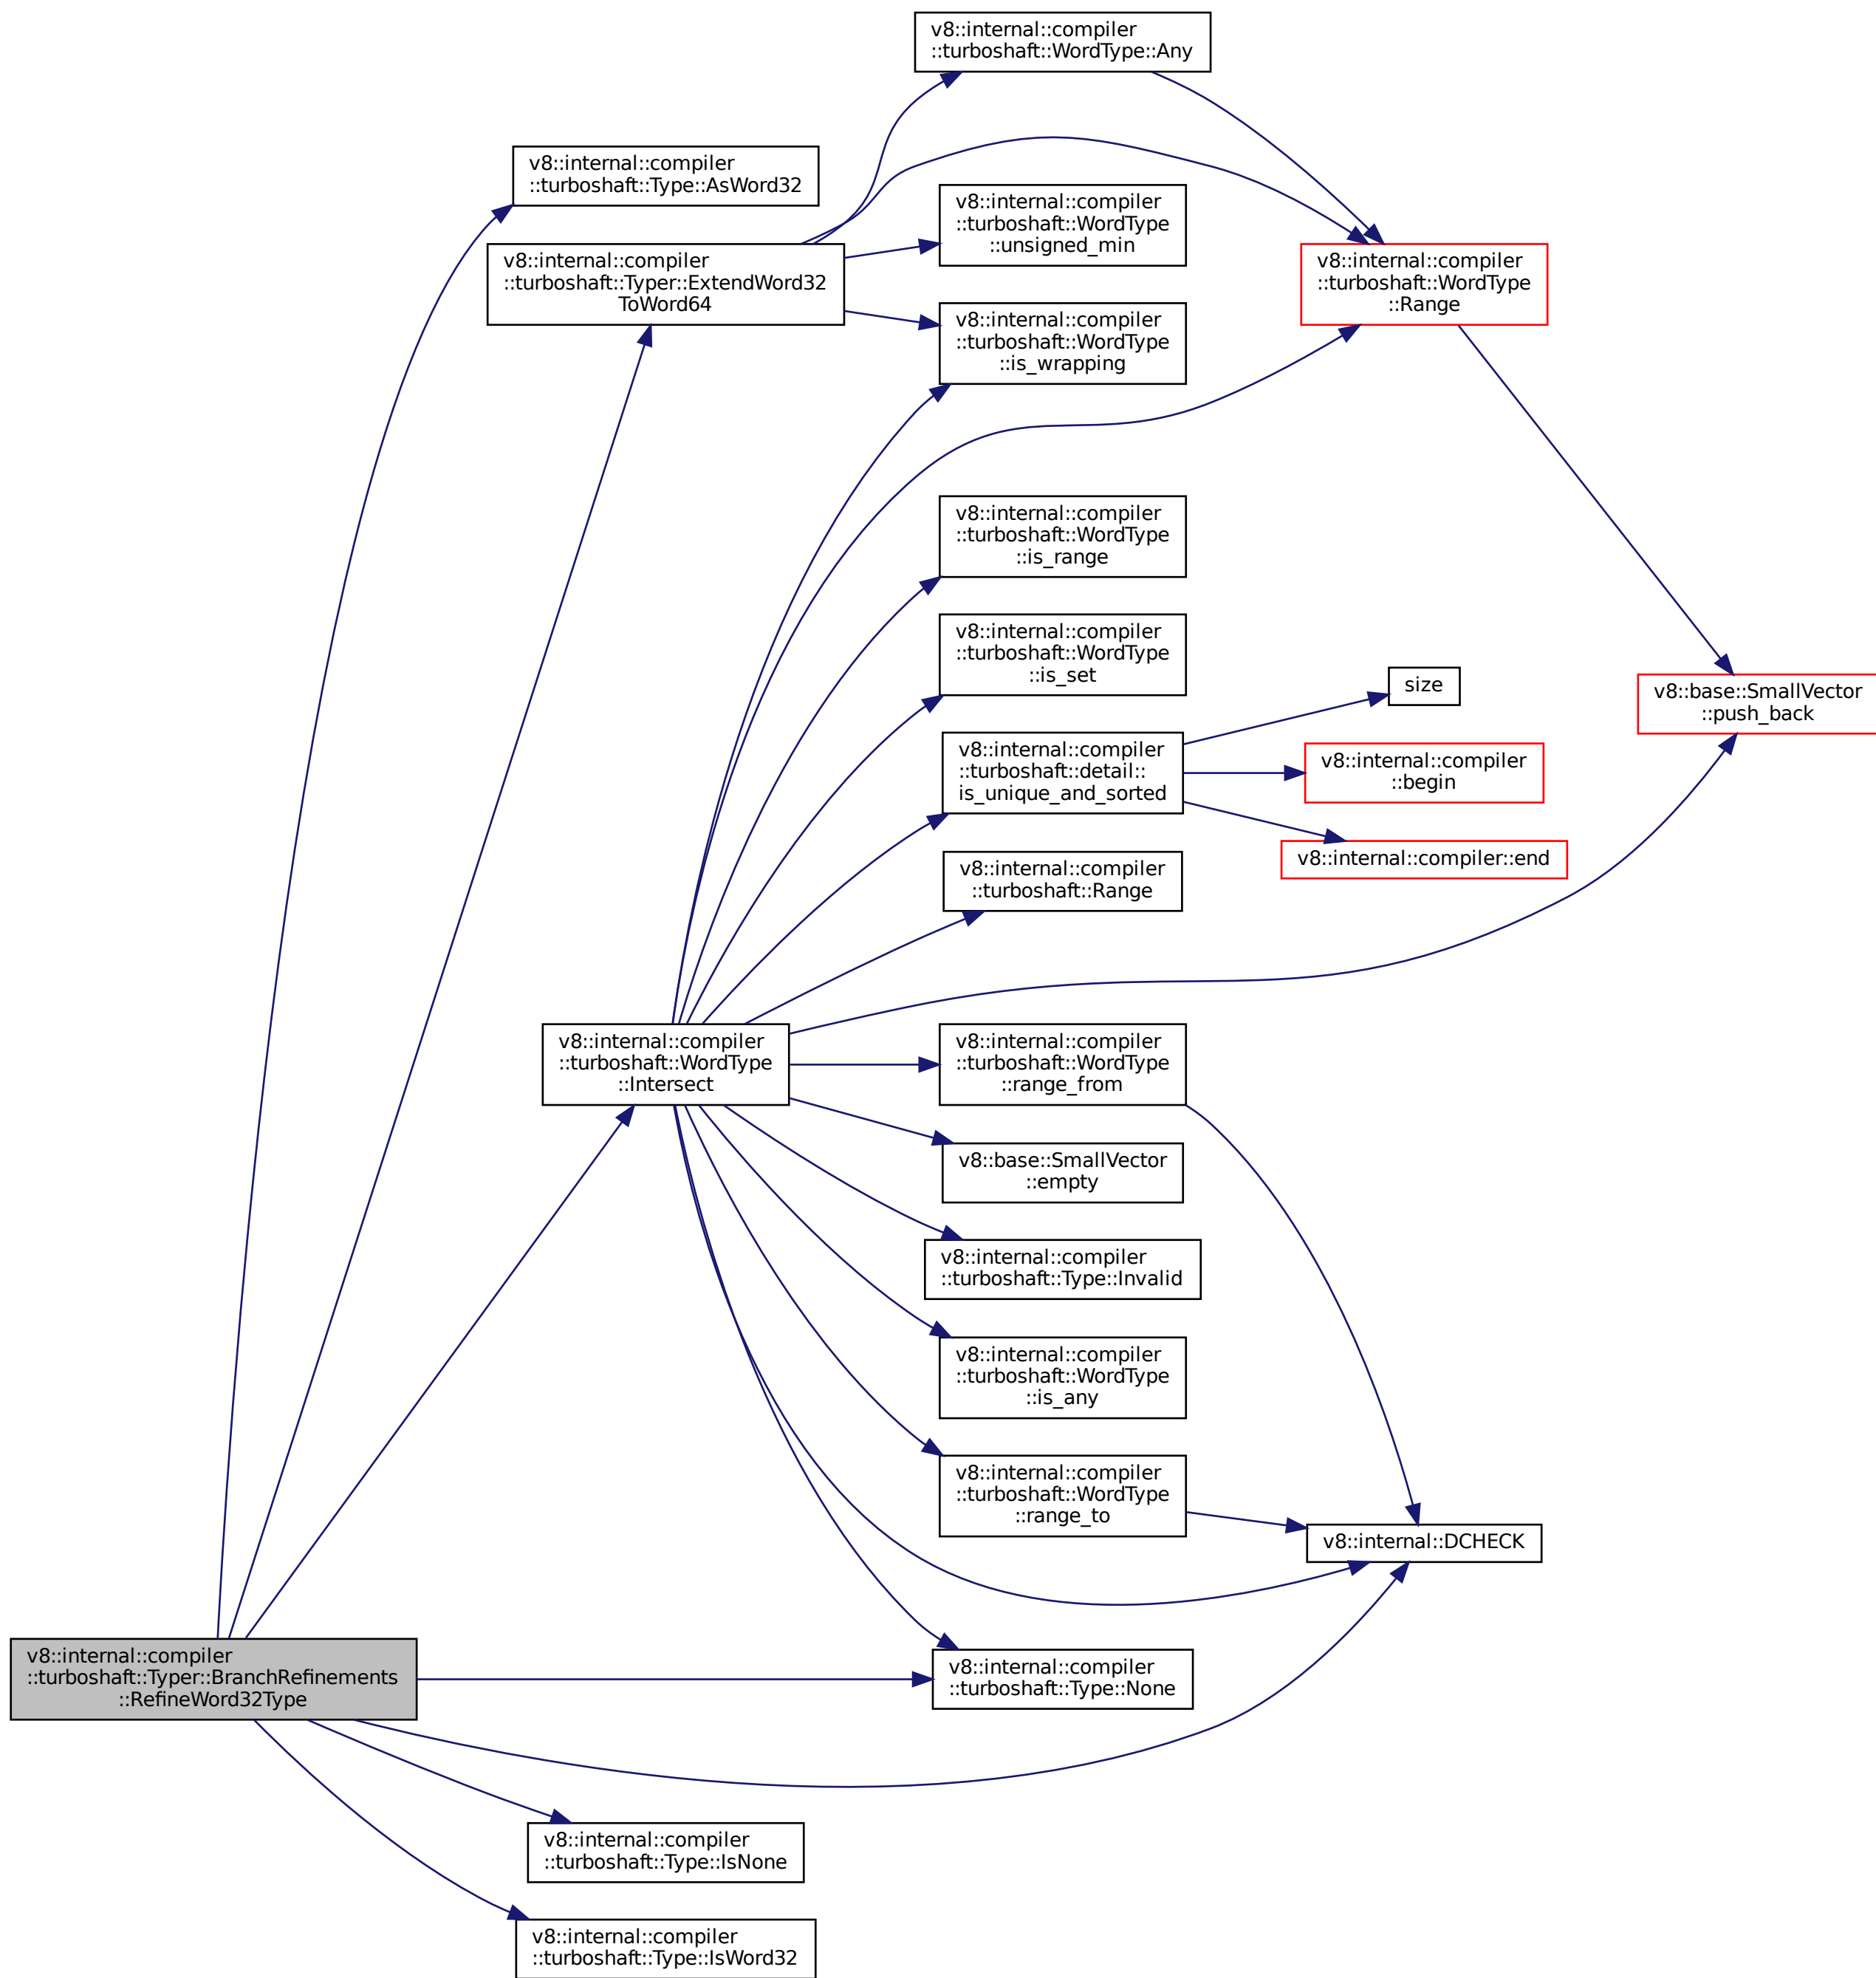 v8::internal::compiler
::turboshaft::WordType::Any
v8::internal::compiler
::turboshaft::Type::AsWord32
v8::internal::compiler
::turboshaft::WordType
::unsigned_min
v8::internal::compiler
::turboshaft::Typer::ExtendWord32
ToWord64
v8::internal::compiler
::turboshaft::WordType
::Range
v8::internal::compiler
::turboshaft::WordType
::is_wrapping
v8::internal::compiler
::turboshaft::WordType
::is_range
v8::internal::compiler
::turboshaft::WordType
::is_set
size
v8::base::SmallVector
::push_back
v8::internal::compiler
::turboshaft::detail::
is_unique_and_sorted
v8::internal::compiler
::begin
v8::internal::compiler::end
v8::internal::compiler
::turboshaft::Range
v8::internal::compiler
::turboshaft::WordType
::Intersect
v8::internal::compiler
::turboshaft::WordType
::range_from
v8::base::SmallVector
::empty
v8::internal::compiler
::turboshaft::Type::Invalid
v8::internal::compiler
::turboshaft::WordType
::is_any
v8::internal::compiler
::turboshaft::WordType
::range_to
v8::internal::DCHECK
v8::internal::compiler
::turboshaft::Typer::BranchRefinements
::RefineWord32Type
v8::internal::compiler
::turboshaft::Type::None
v8::internal::compiler
::turboshaft::Type::IsNone
v8::internal::compiler
::turboshaft::Type::IsWord32